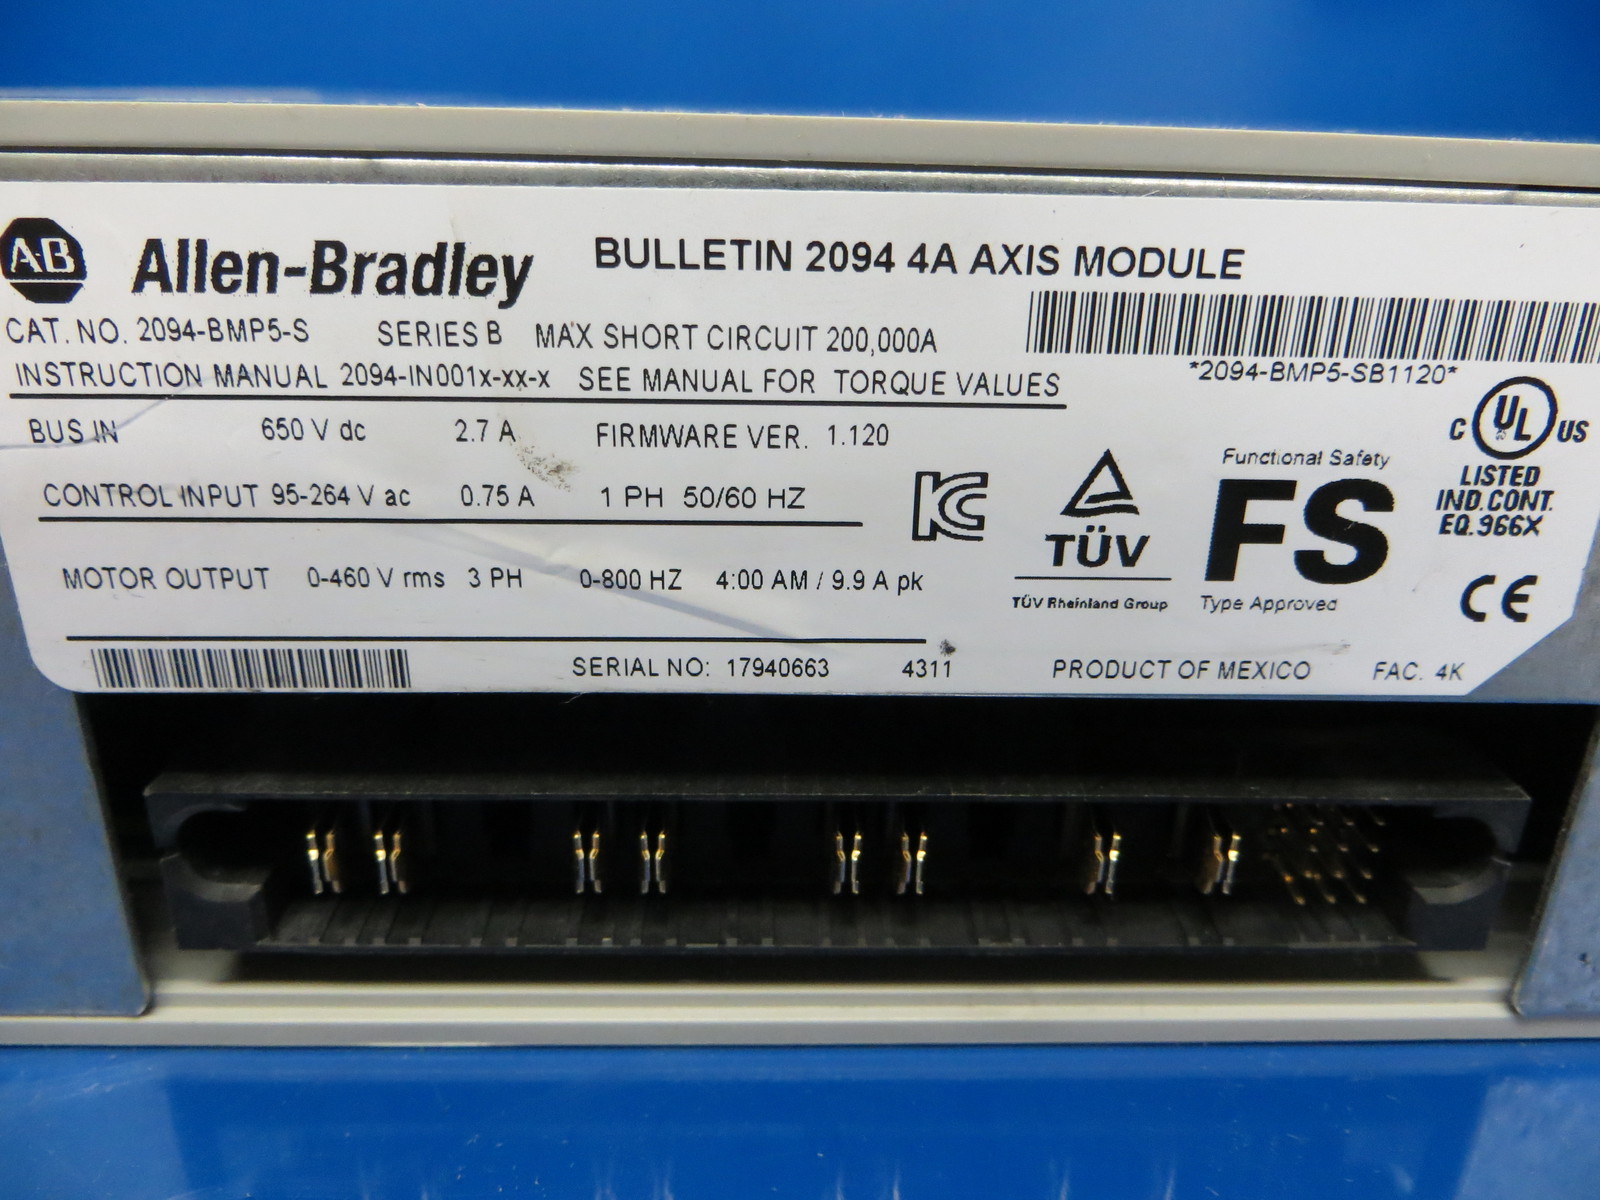 A-B Allen-Bradley BULLETIN 2094 4A AXIS MODULE
CAT. NO. 2094-BMP5-S SERIES B MAX SHORT CIRCUIT 200,000A
INSTRUCTION MANUAL 2094-IN001x-xx-x SEE MANUAL FOR TORQUE VALUES
*2094-BMP5-SB1120*
BUS IN 650 V dc 2.7 A FIRMWARE VER. 1.120
CONTROL INPUT 95-264 V ac 0.75 A 1 PH 50/60 HZ
MOTOR OUTPUT 0-460 V rms 3 PH 0-800 HZ 4:00 AM / 9.9 A pk
KC
TÜV
TÜV Rheinland Group
Functional Safety
FS
Type Approved
C UL US
LISTED
IND. CONT.
EQ. 966X
CE
SERIAL NO: 17940663 4311 PRODUCT OF MEXICO FAC. 4K